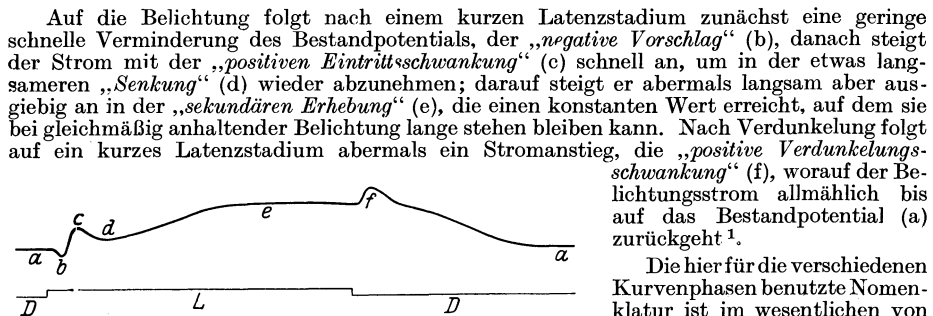 Auf die Belichtung folgt nach einem kurzen Latenzstadium zunächst eine geringe
schnelle Verminderung des Bestandpotentials, der „negative Vorschlag“ (b), danach steigt
der Strom mit der „positiven Eintrittsschwankung“ (c) schnell an, um in der etwas lang-
sameren „Senkung“ (d) wieder abzunehmen; darauf steigt er abermals langsam aber aus-
giebig an in der „sekundären Erhebung“ (e), die einen konstanten Wert erreicht, auf dem sie
bei gleichmäßig anhaltender Belichtung lange stehen bleiben kann. Nach Verdunkelung folgt
auf ein kurzes Latenzstadium abermals ein Stromanstieg, die „positive Verdunkelungs-
schwankung“ (f), worauf der Be-
lichtungsstrom allmählich bis
auf das Bestandpotential (a)
zurückgeht ¹.
Die hier für die verschiedenen
Kurvenphasen benutzte Nomen-
klatur ist im wesentlichen von
a b c d e f a
D L D